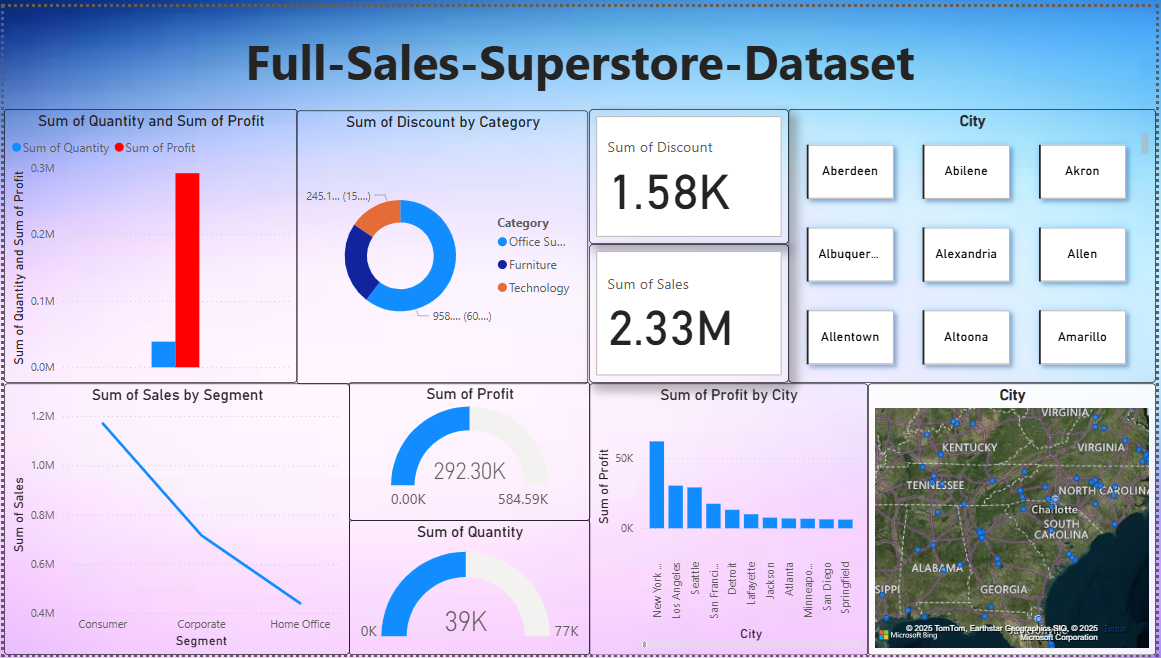 Full-Sales-Superstore-Dataset
Sum of Quantity and Sum of Profit
Sum of Quantity Sum of Profit
Sum of Quantity and Sum of Profit
0.3M
0.2M
0.1M
0.0M
Sum of Discount by Category
245.1... (15....)
958.... (60....)
Category
Office Su...
Furniture
Technology
Sum of Discount
1.58K
Sum of Sales
2.33M
City
Aberdeen
Abilene
Akron
Albuquer...
Alexandria
Allen
Allentown
Altoona
Amarillo
Sum of Sales by Segment
Sum of Sales
1.2M
1.0M
0.8M
0.6M
0.4M
Consumer
Corporate
Home Office
Segment
Sum of Profit
292.30K
0.00K
584.59K
Sum of Quantity
39K
0K
77K
Sum of Profit by City
Sum of Profit
50K
0K
New York ...
Los Angeles
Seattle
San Franci...
Detroit
Lafayette
Jackson
Atlanta
Minneapo...
San Diego
Springfield
City
City
VIRGINIA
KENTUCKY
VIRGINIA
TENNESSEE
NORTH CAROLINA
Charlotte
SOUTH
CAROLINA
ALABAMA
SIPPI
GEORGIA
© 2025 TomTom, Earthstar Geographics SIO, © 2025
Microsoft Corporation
Microsoft Bing